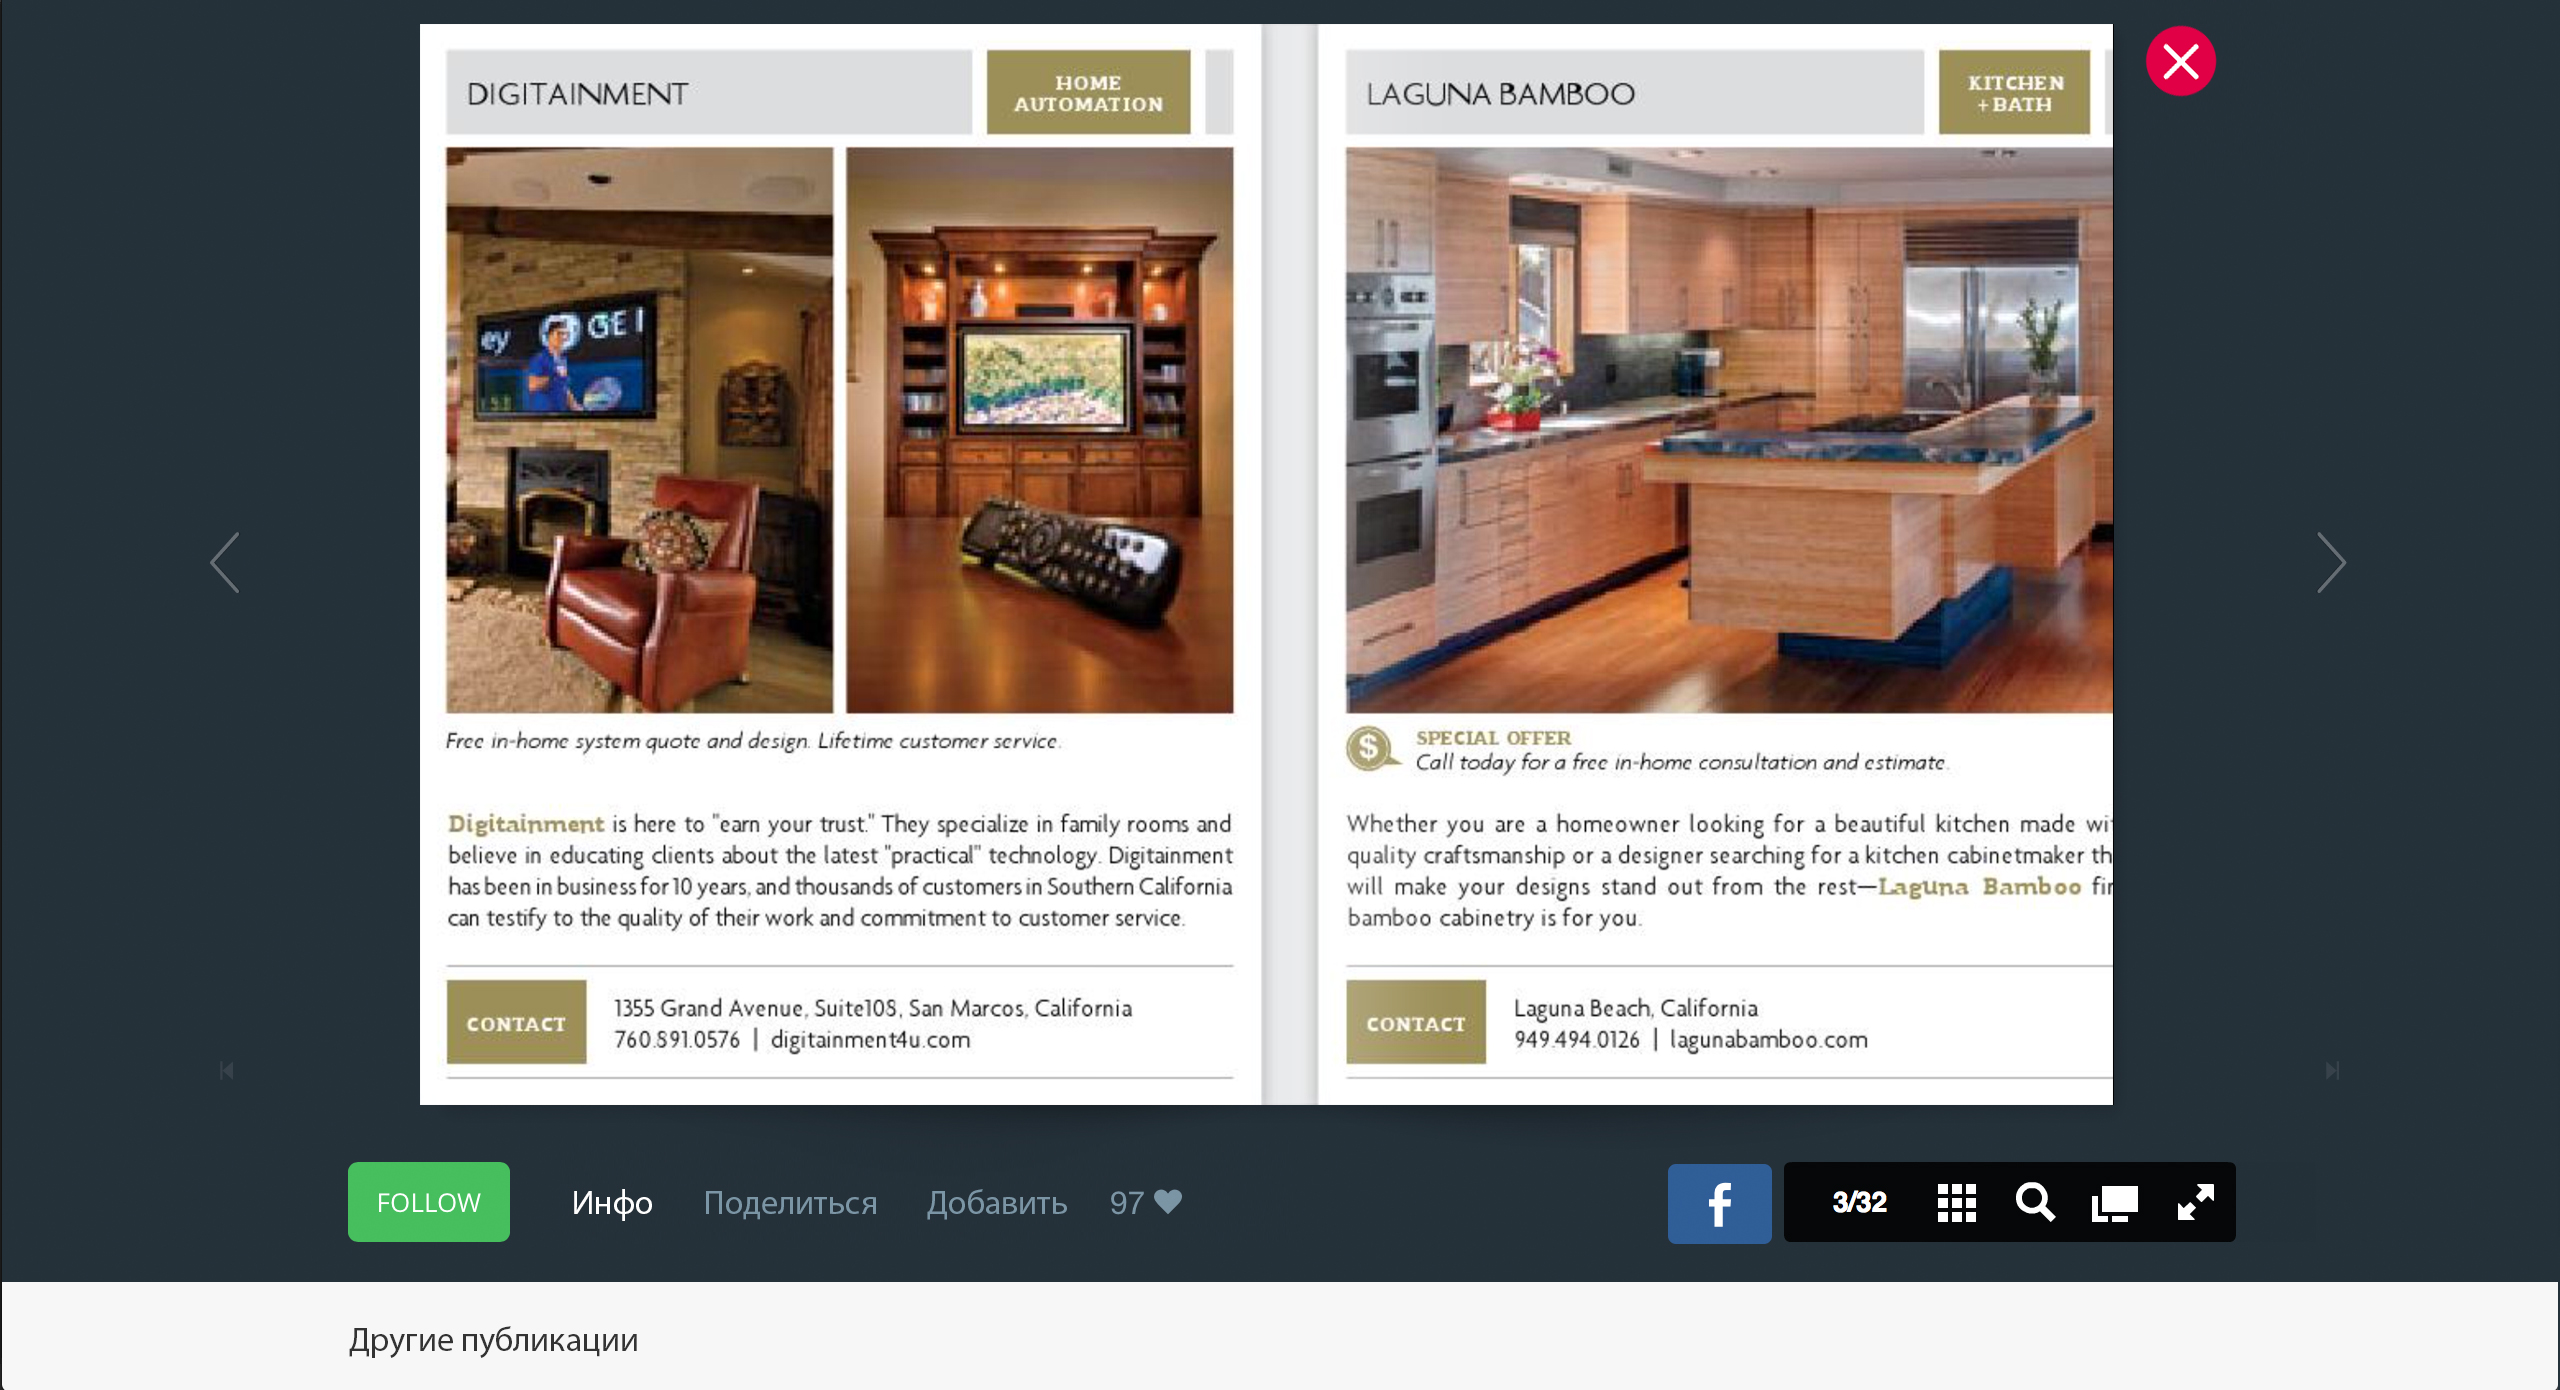 DIGITAINMENT
HOME
AUTOMATION
ey GE
Free in-home system quote and design. Lifetime customer service.
Digitainment is here to "earn your trust." They specialize in family rooms and
believe in educating clients about the latest "practical" technology. Digitainment
has been in business for 10 years, and thousands of customers in Southern California
can testify to the quality of their work and commitment to customer service.
CONTACT
1355 Grand Avenue, Suite108, San Marcos, California
760.891.0576 | digitainment4u.com
LAGUNA BAMBOO
KITCHEN
+ BATH
$
SPECIAL OFFER
Call today for a free in-home consultation and estimate.
Whether you are a homeowner looking for a beautiful kitchen made wi
quality craftsmanship or a designer searching for a kitchen cabinetmaker th
will make your designs stand out from the rest—Laguna Bamboo fi
bamboo cabinetry is for you.
CONTACT
Laguna Beach, California
949.494.0126 | lagunabamboo.com
FOLLOW
Инфо
Поделиться
Добавить
97
f
3/32
Другие публикации